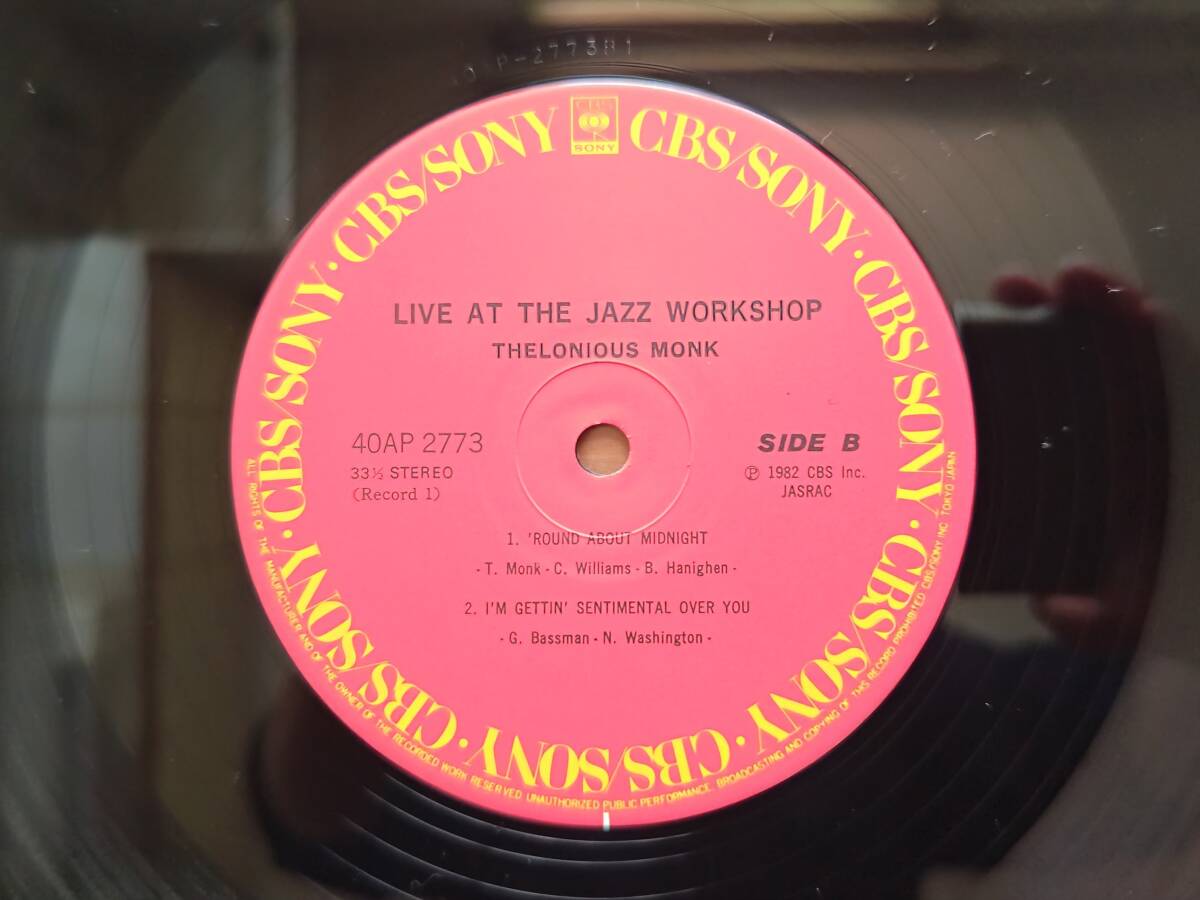 P-2773B1
CBS
SONY
CBS/SONY · CBS/SONY · CBS/SONY · CBS/SONY · CBS/SONY · CBS/SONY · CBS/SONY · CBS/SONY · CBS/SONY
LIVE AT THE JAZZ WORKSHOP
THELONIOUS MONK
40AP 2773
33⅓ STEREO
(Record 1)
SIDE B
Ⓟ 1982 CBS Inc.
JASRAC
1. 'ROUND ABOUT MIDNIGHT
- T. Monk - C. Williams - B. Hanighen -
2. I'M GETTIN' SENTIMENTAL OVER YOU
- G. Bassman - N. Washington -
ALL RIGHTS OF THE MANUFACTURER AND OF THE OWNER OF THE RECORDED WORK RESERVED UNAUTHORIZED PUBLIC PERFORMANCE BROADCASTING AND COPYING OF THIS RECORD PROHIBITED CBS/SONY INC TOKYO JAPAN